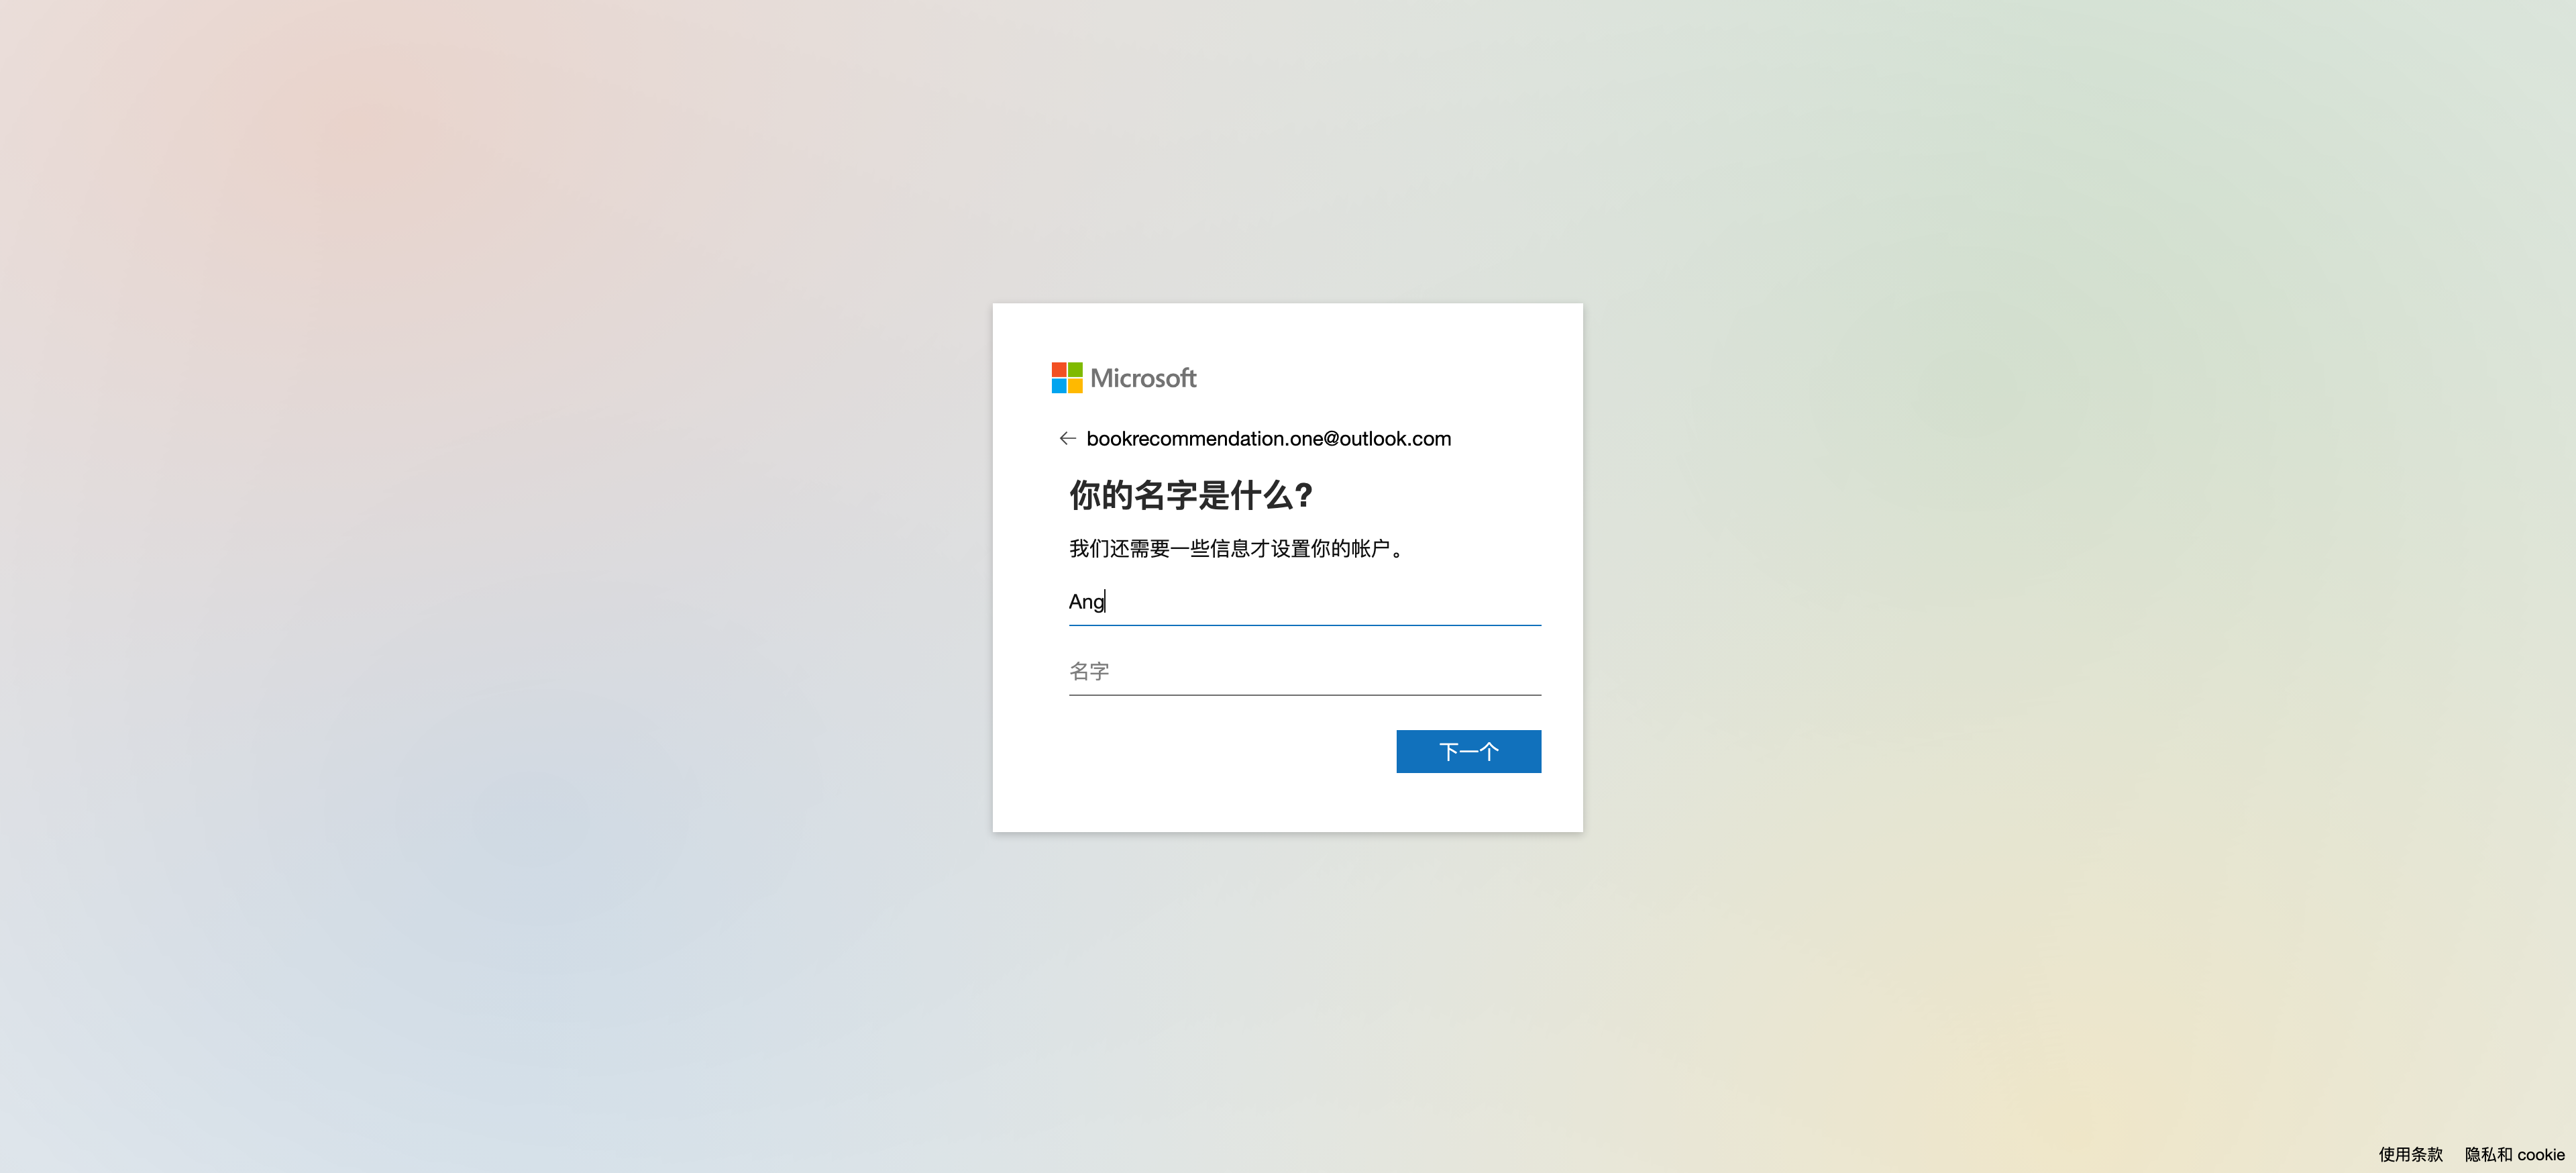 Microsoft
bookrecommendation.one@outlook.com
你的名字是什么?
我们还需要一些信息才设置你的帐户。
Ang
名字
下一个
使用条款 隐私和 cookie